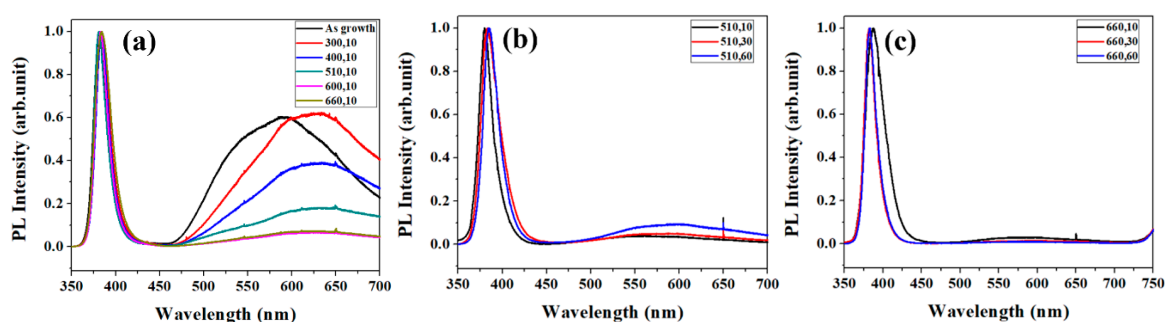 (a)
As growth
300,10
400,10
510,10
600,10
660,10
PL Intensity (arb.unit)
1.0
0.8
0.6
0.4
0.2
0.0
350 400 450 500 550 600 650 700
Wavelength (nm)
(b)
510,10
510,30
510,60
PL Intensity (arb.unit)
1.0
0.8
0.6
0.4
0.2
0.0
350 400 450 500 550 600 650 700
Wavelength (nm)
(c)
660,10
660,30
660,60
PL Intensity (arb.unit)
1.0
0.8
0.6
0.4
0.2
0.0
350 400 450 500 550 600 650 700 750
Wavelength (nm)